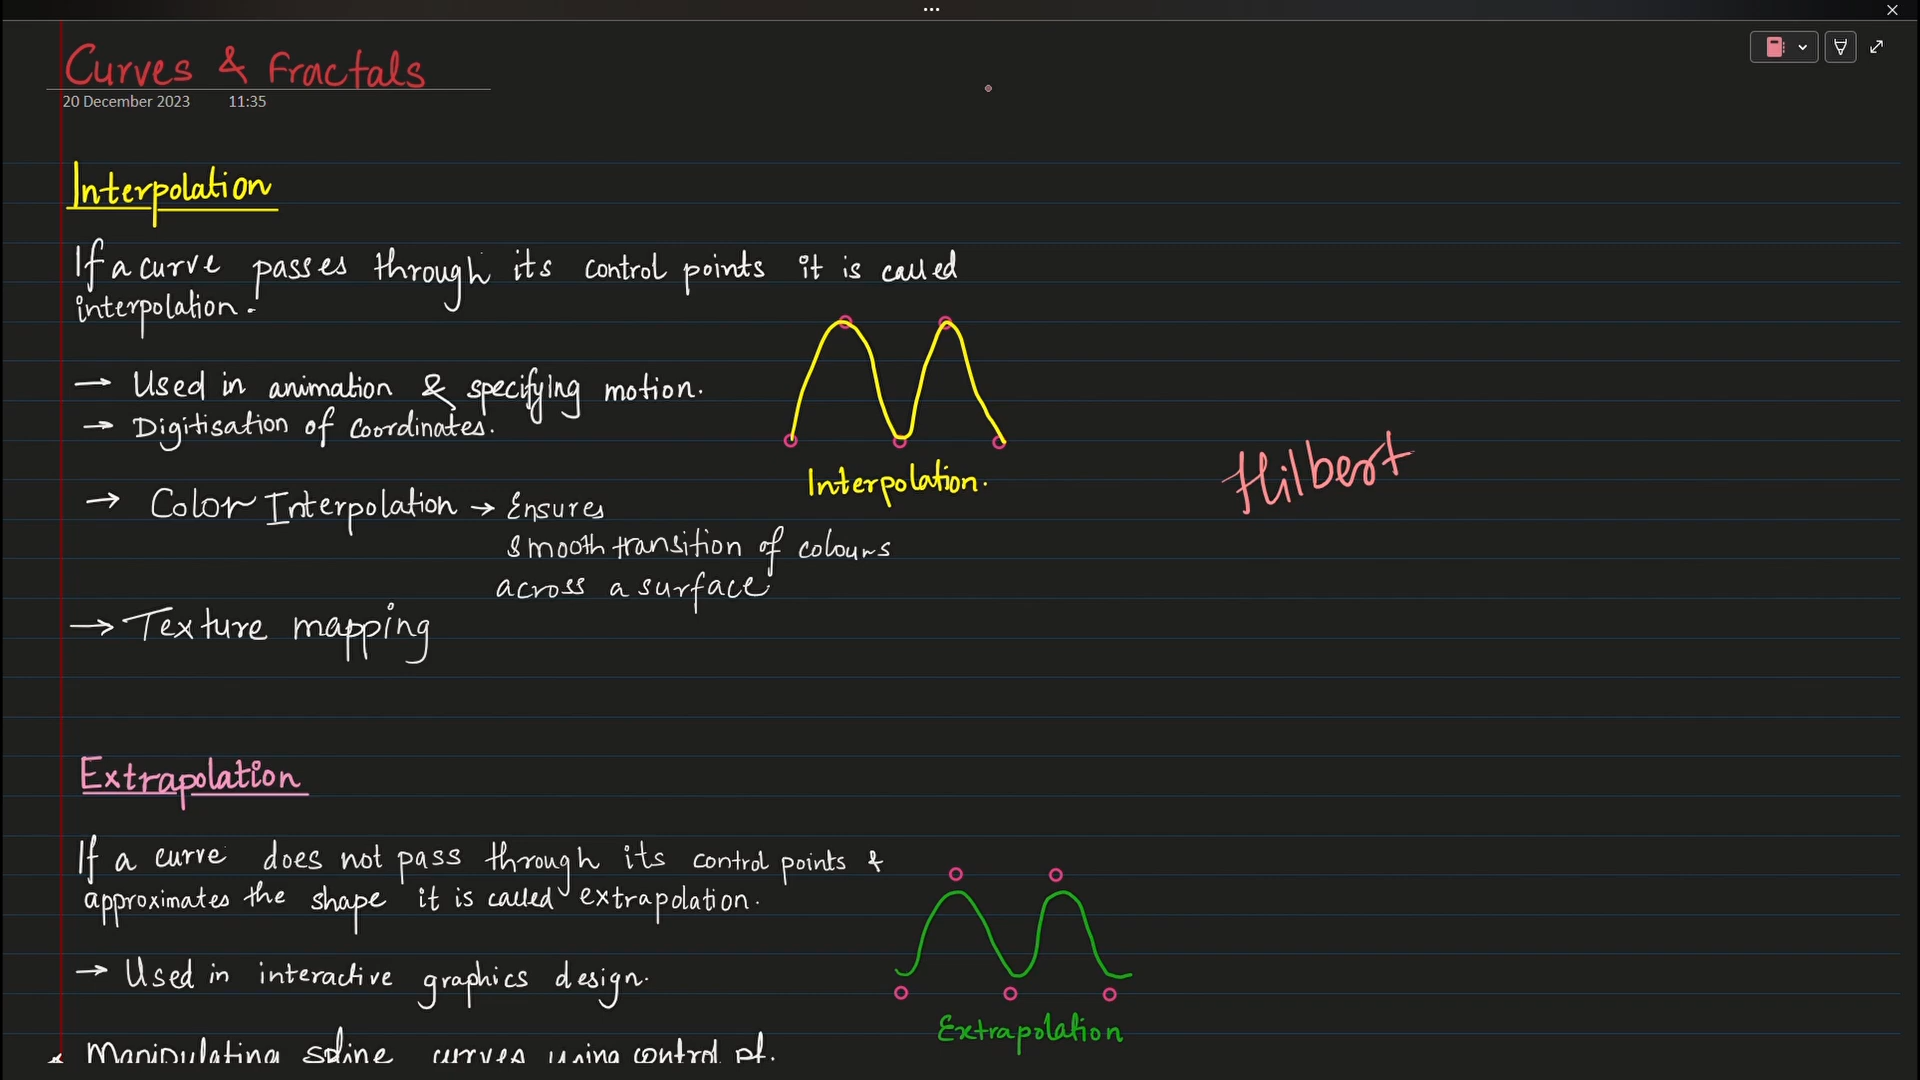 Curves & Fractals
20 December 2023 11:35
Interpolation
If a curve passes through its control points it is called
interpolation.
→ Used in animation & specifying motion.
→ Digitisation of coordinates.
Interpolation.
Hilbert
→ Color Interpolation → Ensures
smooth transition of colours
across a surface
→ Texture mapping
Extrapolation
If a curve does not pass through its control points &
approximates the shape it is called extrapolation.
→ Used in interactive graphics design.
Extrapolation
* Manipulating spline curves using control pt.